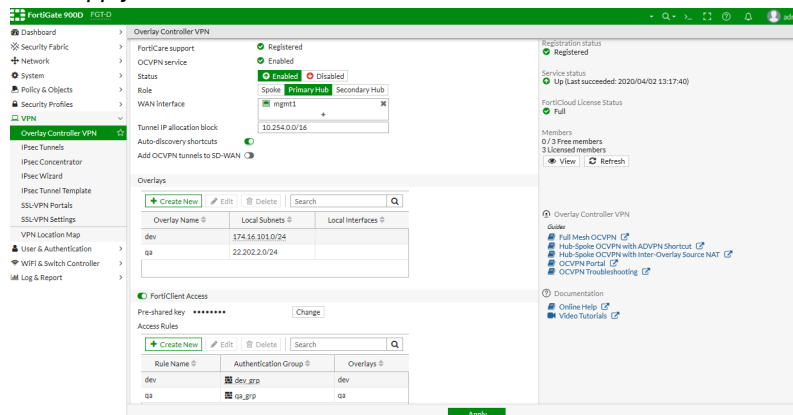 FortiGate 900D FGT-D
Dashboard
Security Fabric
Network
System
Policy & Objects
Security Profiles
VPN
Overlay Controller VPN
IPsec Tunnels
IPsec Concentrator
IPsec Wizard
IPsec Tunnel Template
SSL-VPN Portals
SSL-VPN Settings
VPN Location Map
User & Authentication
WiFi & Switch Controller
Log & Report
Overlay Controller VPN
FortiCare support Registered
OCVPN service Enabled
Status Enabled Disabled
Role Spoke Primary Hub Secondary Hub
WAN interface mgmt1
+
Tunnel IP allocation block 10.254.0.0/16
Auto-discovery shortcuts
Add OCVPN tunnels to SD-WAN
Overlays
+ Create New Edit Delete Search
Overlay Name Local Subnets Local Interfaces
dev 174.16.101.0/24
qa 22.202.2.0/24
FortiClient Access
Pre-shared key •••••••• Change
Access Rules
+ Create New Edit Delete Search
Rule Name Authentication Group Overlays
dev dev_grp dev
qa qa_grp qa
Apply
Registration status
Registered
Service status
Up (Last succeeded: 2020/04/02 13:17:40)
FortiCloud License Status
Full
Members
0 / 3 Free members
3 Licensed members
View Refresh
Overlay Controller VPN
Guides
Full Mesh OCVPN
Hub-Spoke OCVPN with ADVPN Shortcut
Hub-Spoke OCVPN with Inter-Overlay Source NAT
OCVPN Portal
OCVPN Troubleshooting
Documentation
Online Help
Video Tutorials